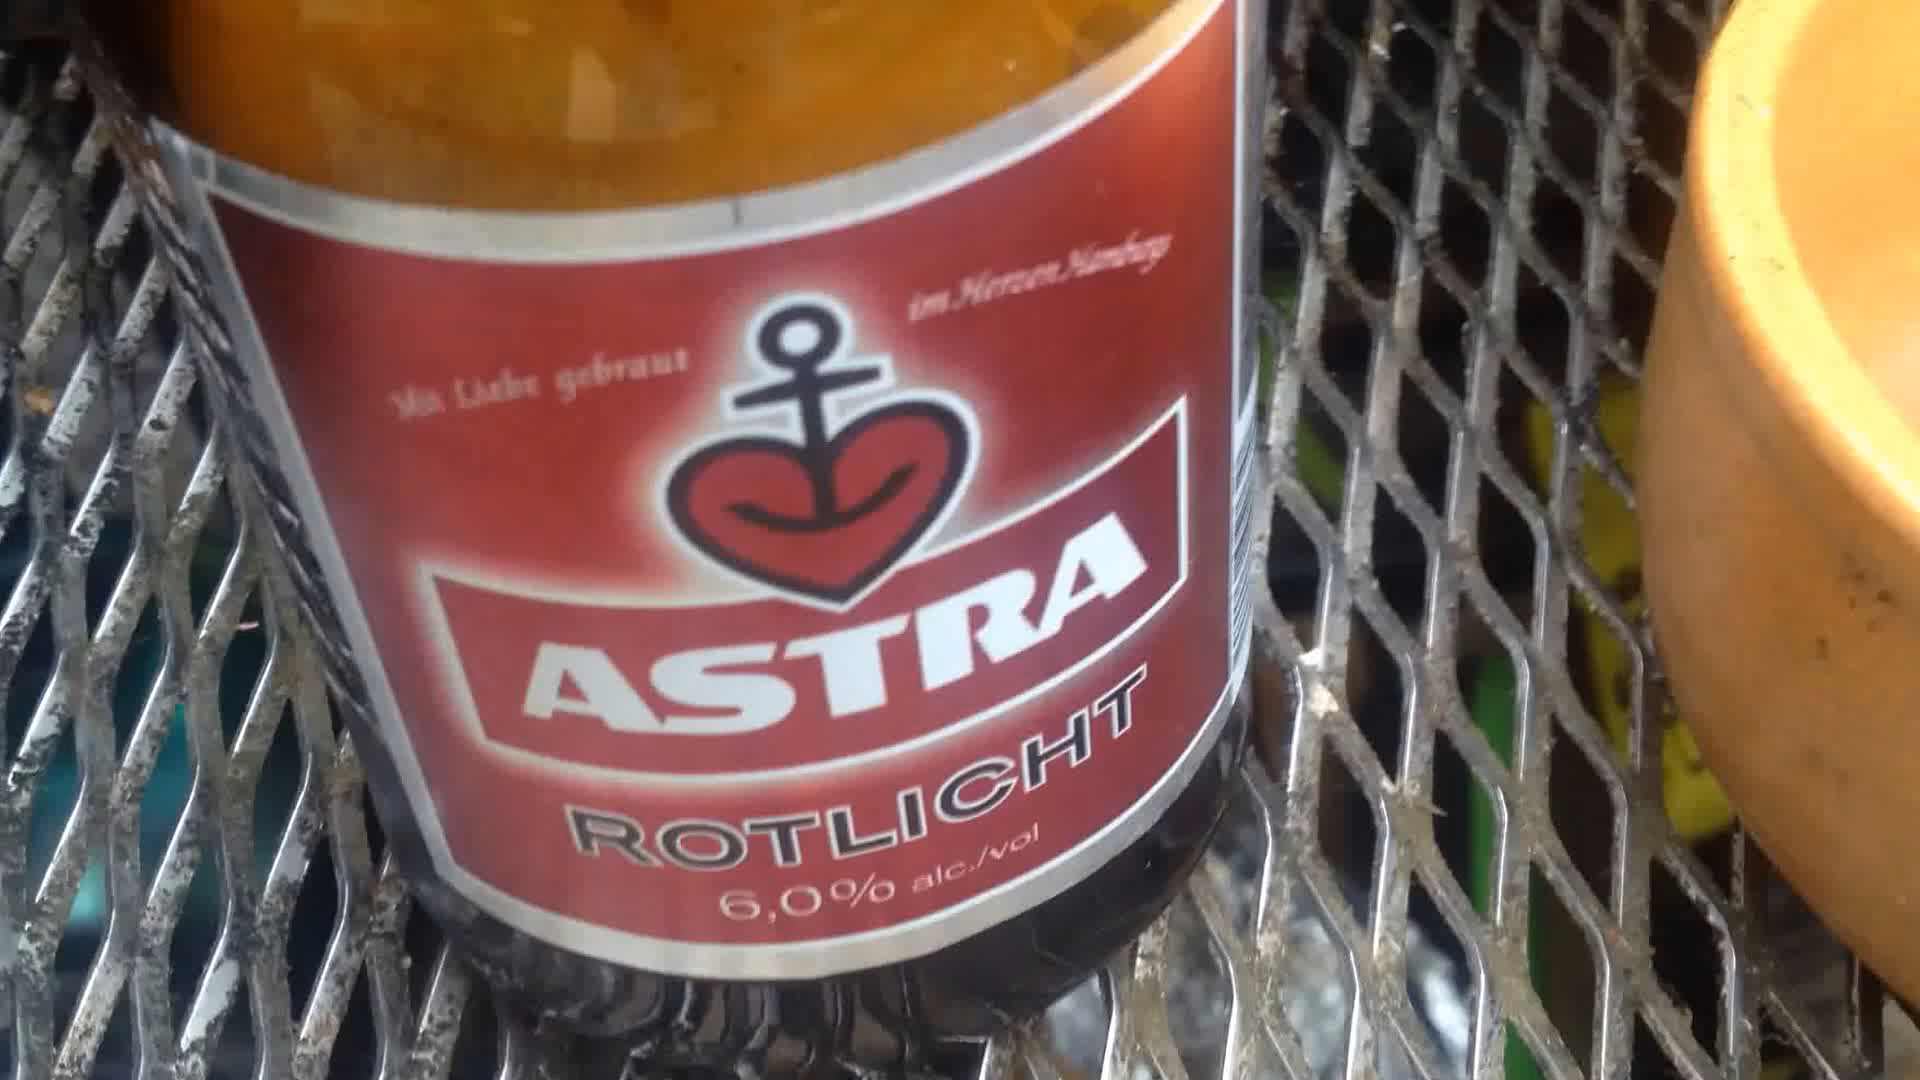 Mit Liebe gebraut
im Herzen Hamburgs
ASTRA
ROTLICHT
6,0% alc./vol